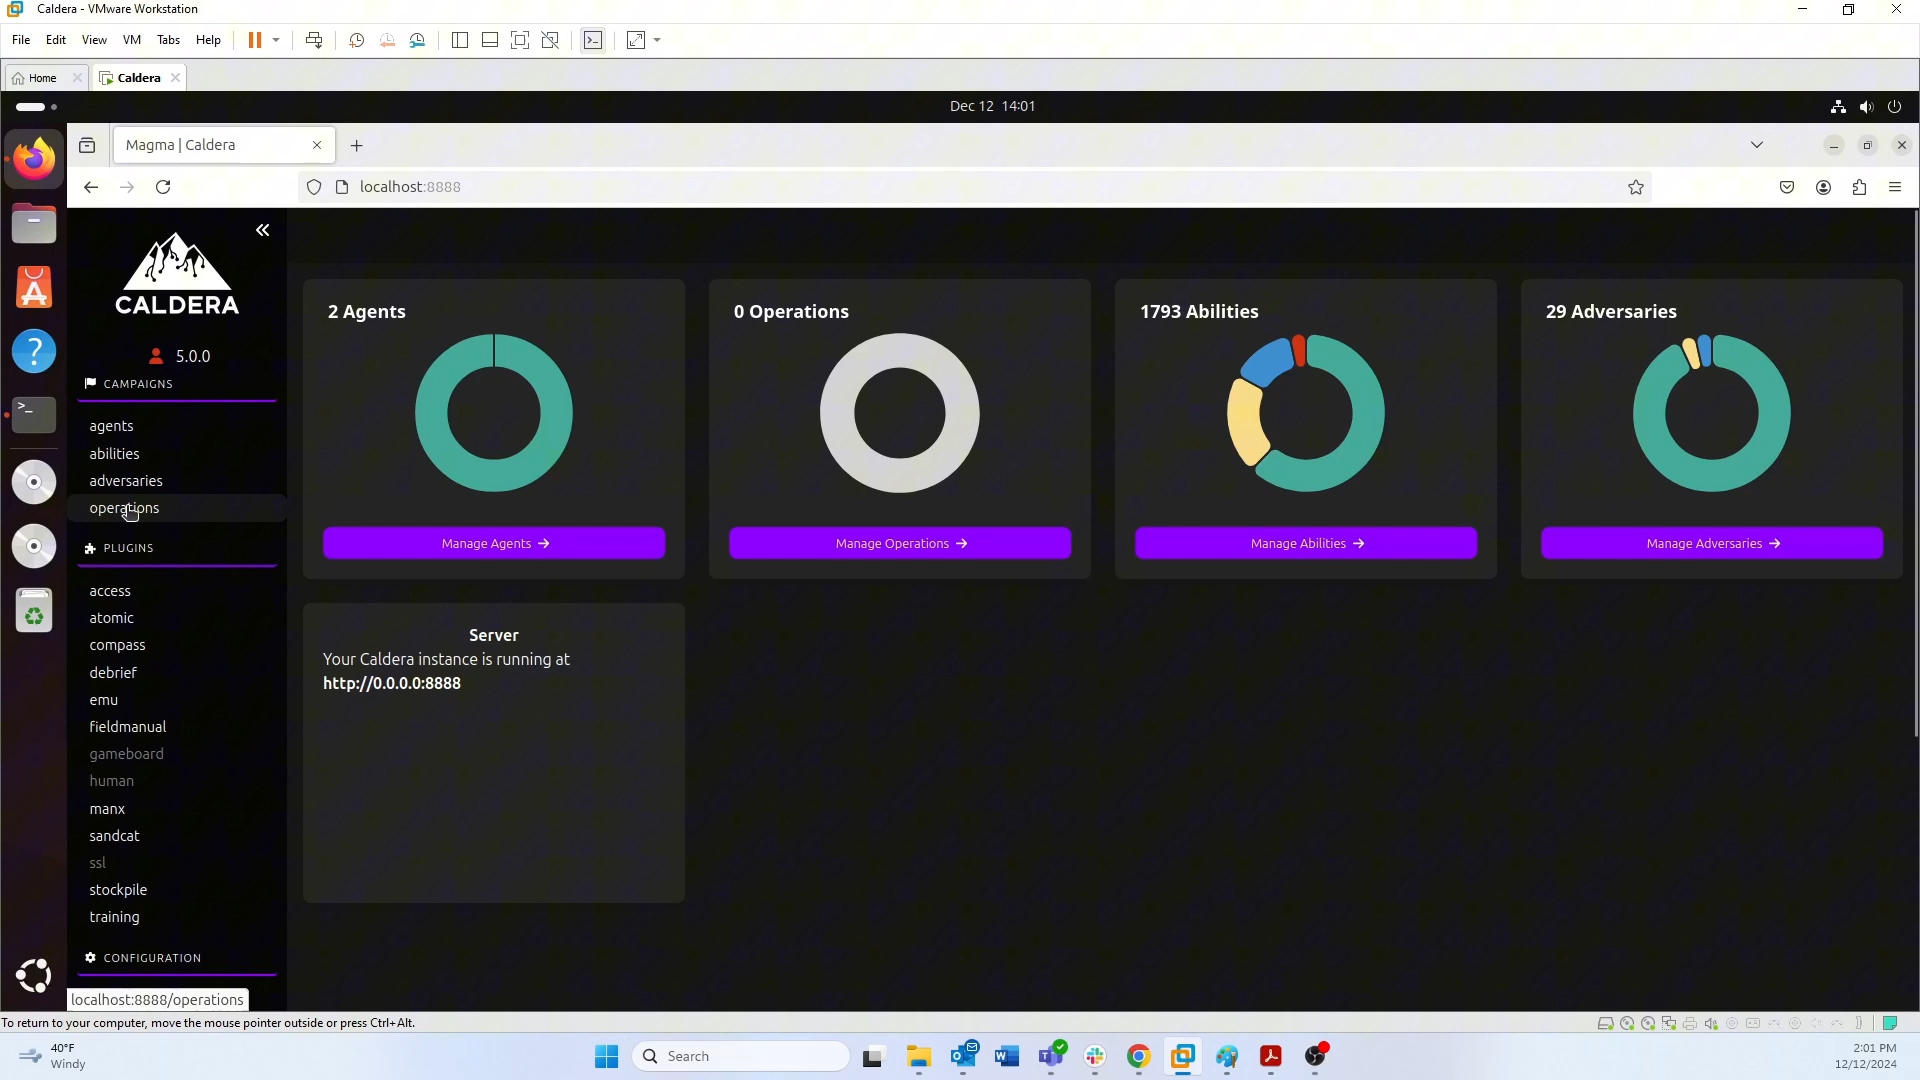 Caldera - VMware Workstation
File Edit View VM Tabs Help
Home Caldera
Dec 12 14:01
Magma | Caldera
localhost:8888
CALDERA
5.0.0
CAMPAIGNS
agents
abilities
adversaries
operations
PLUGINS
access
atomic
compass
debrief
emu
fieldmanual
gameboard
human
manx
sandcat
ssl
stockpile
training
CONFIGURATION
localhost:8888/operations
2 Agents
Manage Agents →
0 Operations
Manage Operations →
1793 Abilities
Manage Abilities →
29 Adversaries
Manage Adversaries →
Server
Your Caldera instance is running at
http://0.0.0.0:8888
To return to your computer, move the mouse pointer outside or press Ctrl+Alt.
40°F
Windy
Search
2:01 PM
12/12/2024